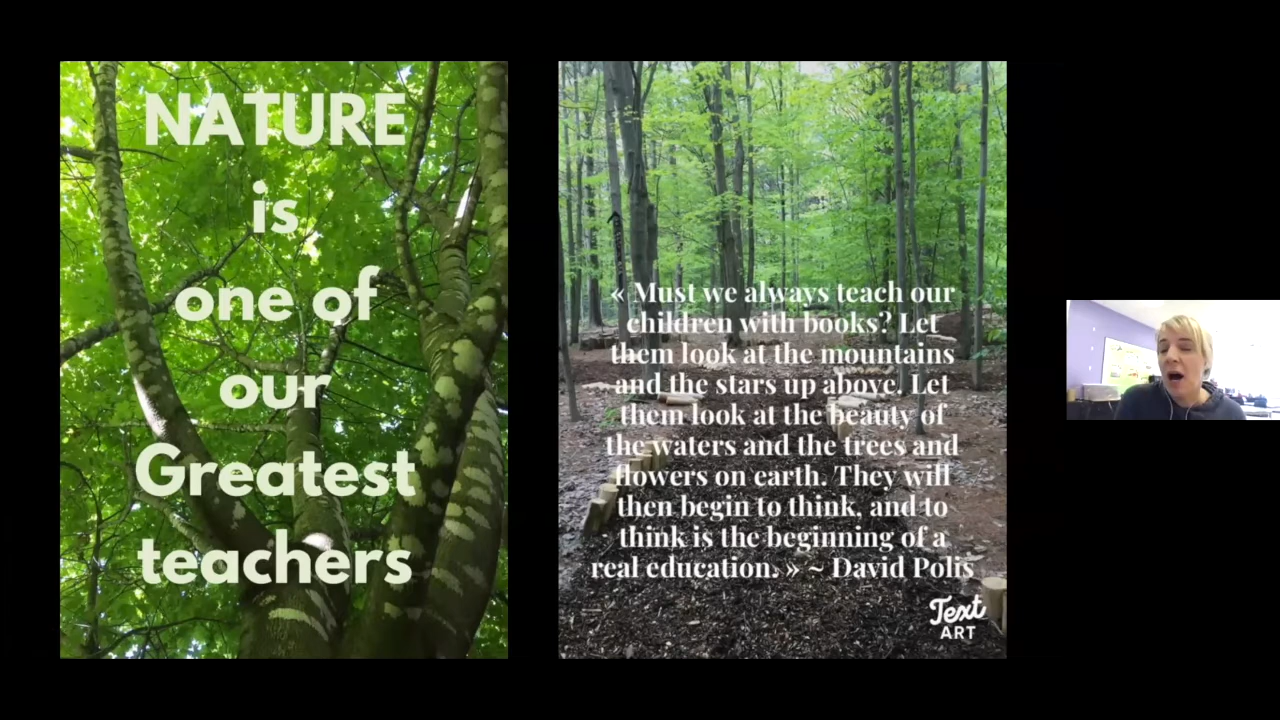 NATURE
is
one of
our
Greatest
teachers
« Must we always teach our
children with books? Let
them look at the mountains
and the stars up above. Let
them look at the beauty of
the waters and the trees and
flowers on earth. They will
then begin to think, and to
think is the beginning of a
real education. » ~ David Polis
Text
ART